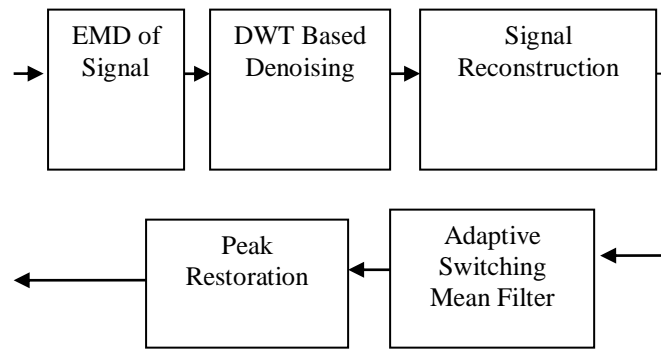 EMD of
Signal
DWT Based
Denoising
Signal
Reconstruction
Peak
Restoration
Adaptive
Switching
Mean Filter